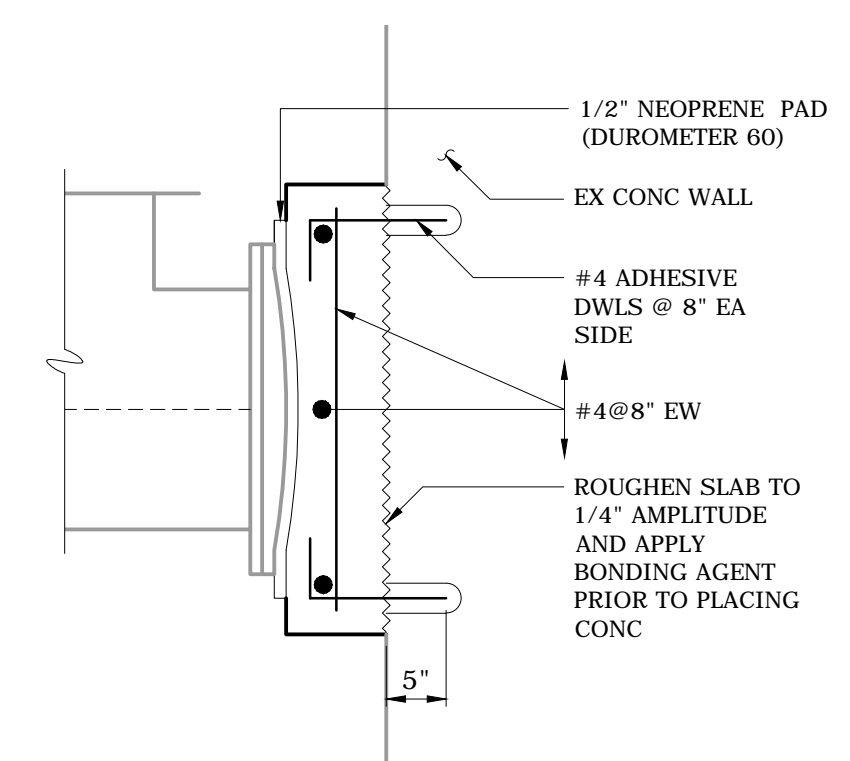 1/2" NEOPRENE PAD
(DUROMETER 60)
EX CONC WALL
#4 ADHESIVE
DWLS @ 8" EA
SIDE
#4@8" EW
ROUGHEN SLAB TO
1/4" AMPLITUDE
AND APPLY
BONDING AGENT
PRIOR TO PLACING
CONC
5"